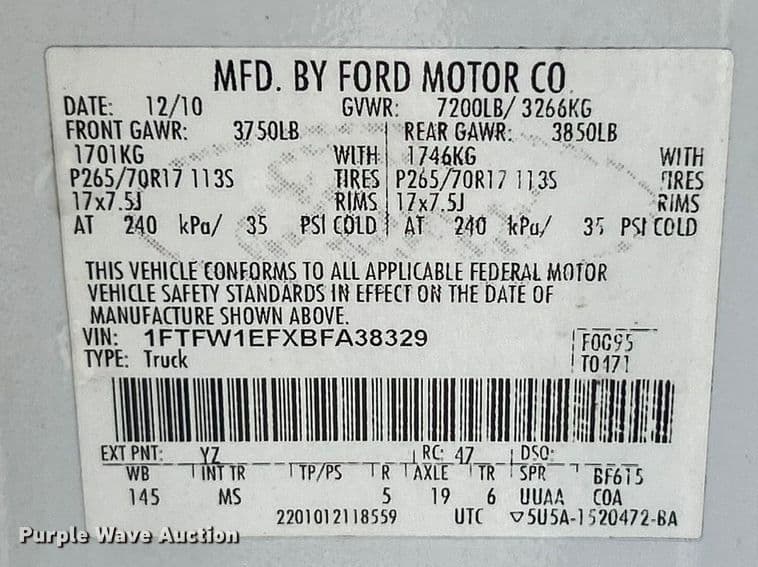 MFD. BY FORD MOTOR CO.
DATE: 12/10 GVWR: 7200LB/ 3266KG
FRONT GAWR: 3750LB REAR GAWR: 3850LB
1701KG WITH 1746KG WITH
P265/70R17 113S TIRES P265/70R17 113S TIRES
17x7.5J RIMS 17x7.5J RIMS
AT 240 kPa/ 35 PSI COLD AT 240 kPa/ 35 PSI COLD
THIS VEHICLE CONFORMS TO ALL APPLICABLE FEDERAL MOTOR
VEHICLE SAFETY STANDARDS IN EFFECT ON THE DATE OF
MANUFACTURE SHOWN ABOVE.
VIN: 1FTFW1EFXBFA38329 F0G95
TYPE: Truck T0171
EXT PNT: YZ RC: 47 DSO:
WB INT TR TP/PS R AXLE TR SPR BF615
145 MS 5 19 6 UUAA COA
2201012118559 UTC ▽5U5A-1520472-BA
Purple Wave Auction